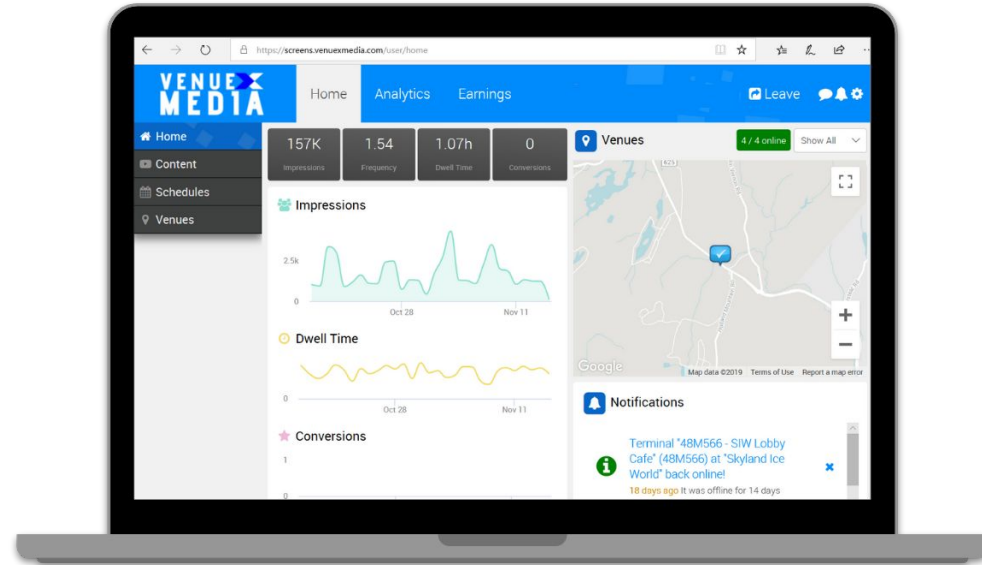 https://screens.venuexmedia.com/user/home
VENUEX
MEDIA
Home
Analytics
Earnings
Leave
Home
Content
Schedules
Venues
157K
Impressions
1.54
Frequency
1.07h
Dwell Time
0
Conversions
Venues
4 / 4 online
Show All
Impressions
2.5k
0
Oct 28
Nov 11
Dwell Time
0
Oct 28
Nov 11
Conversions
1
0
625
Google
Map data ©2019
Terms of Use
Report a map error
Notifications
Terminal "48M566 - SIW Lobby
Cafe" (48M566) at "Skyland Ice
World" back online!
18 days ago It was offline for 14 days